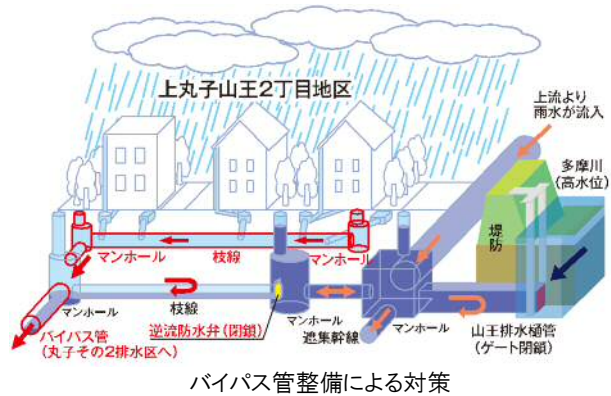 上丸子山王2丁目地区
上流より
雨水が流入
多摩川
(高水位)
堤防
マンホール
枝線
マンホール
マンホール
枝線
マンホール
遮集幹線
マンホール
山王排水樋管
(ゲート閉鎖)
逆流防水弁(閉鎖)
バイパス管
(丸子その2排水区へ)
バイパス管整備による対策